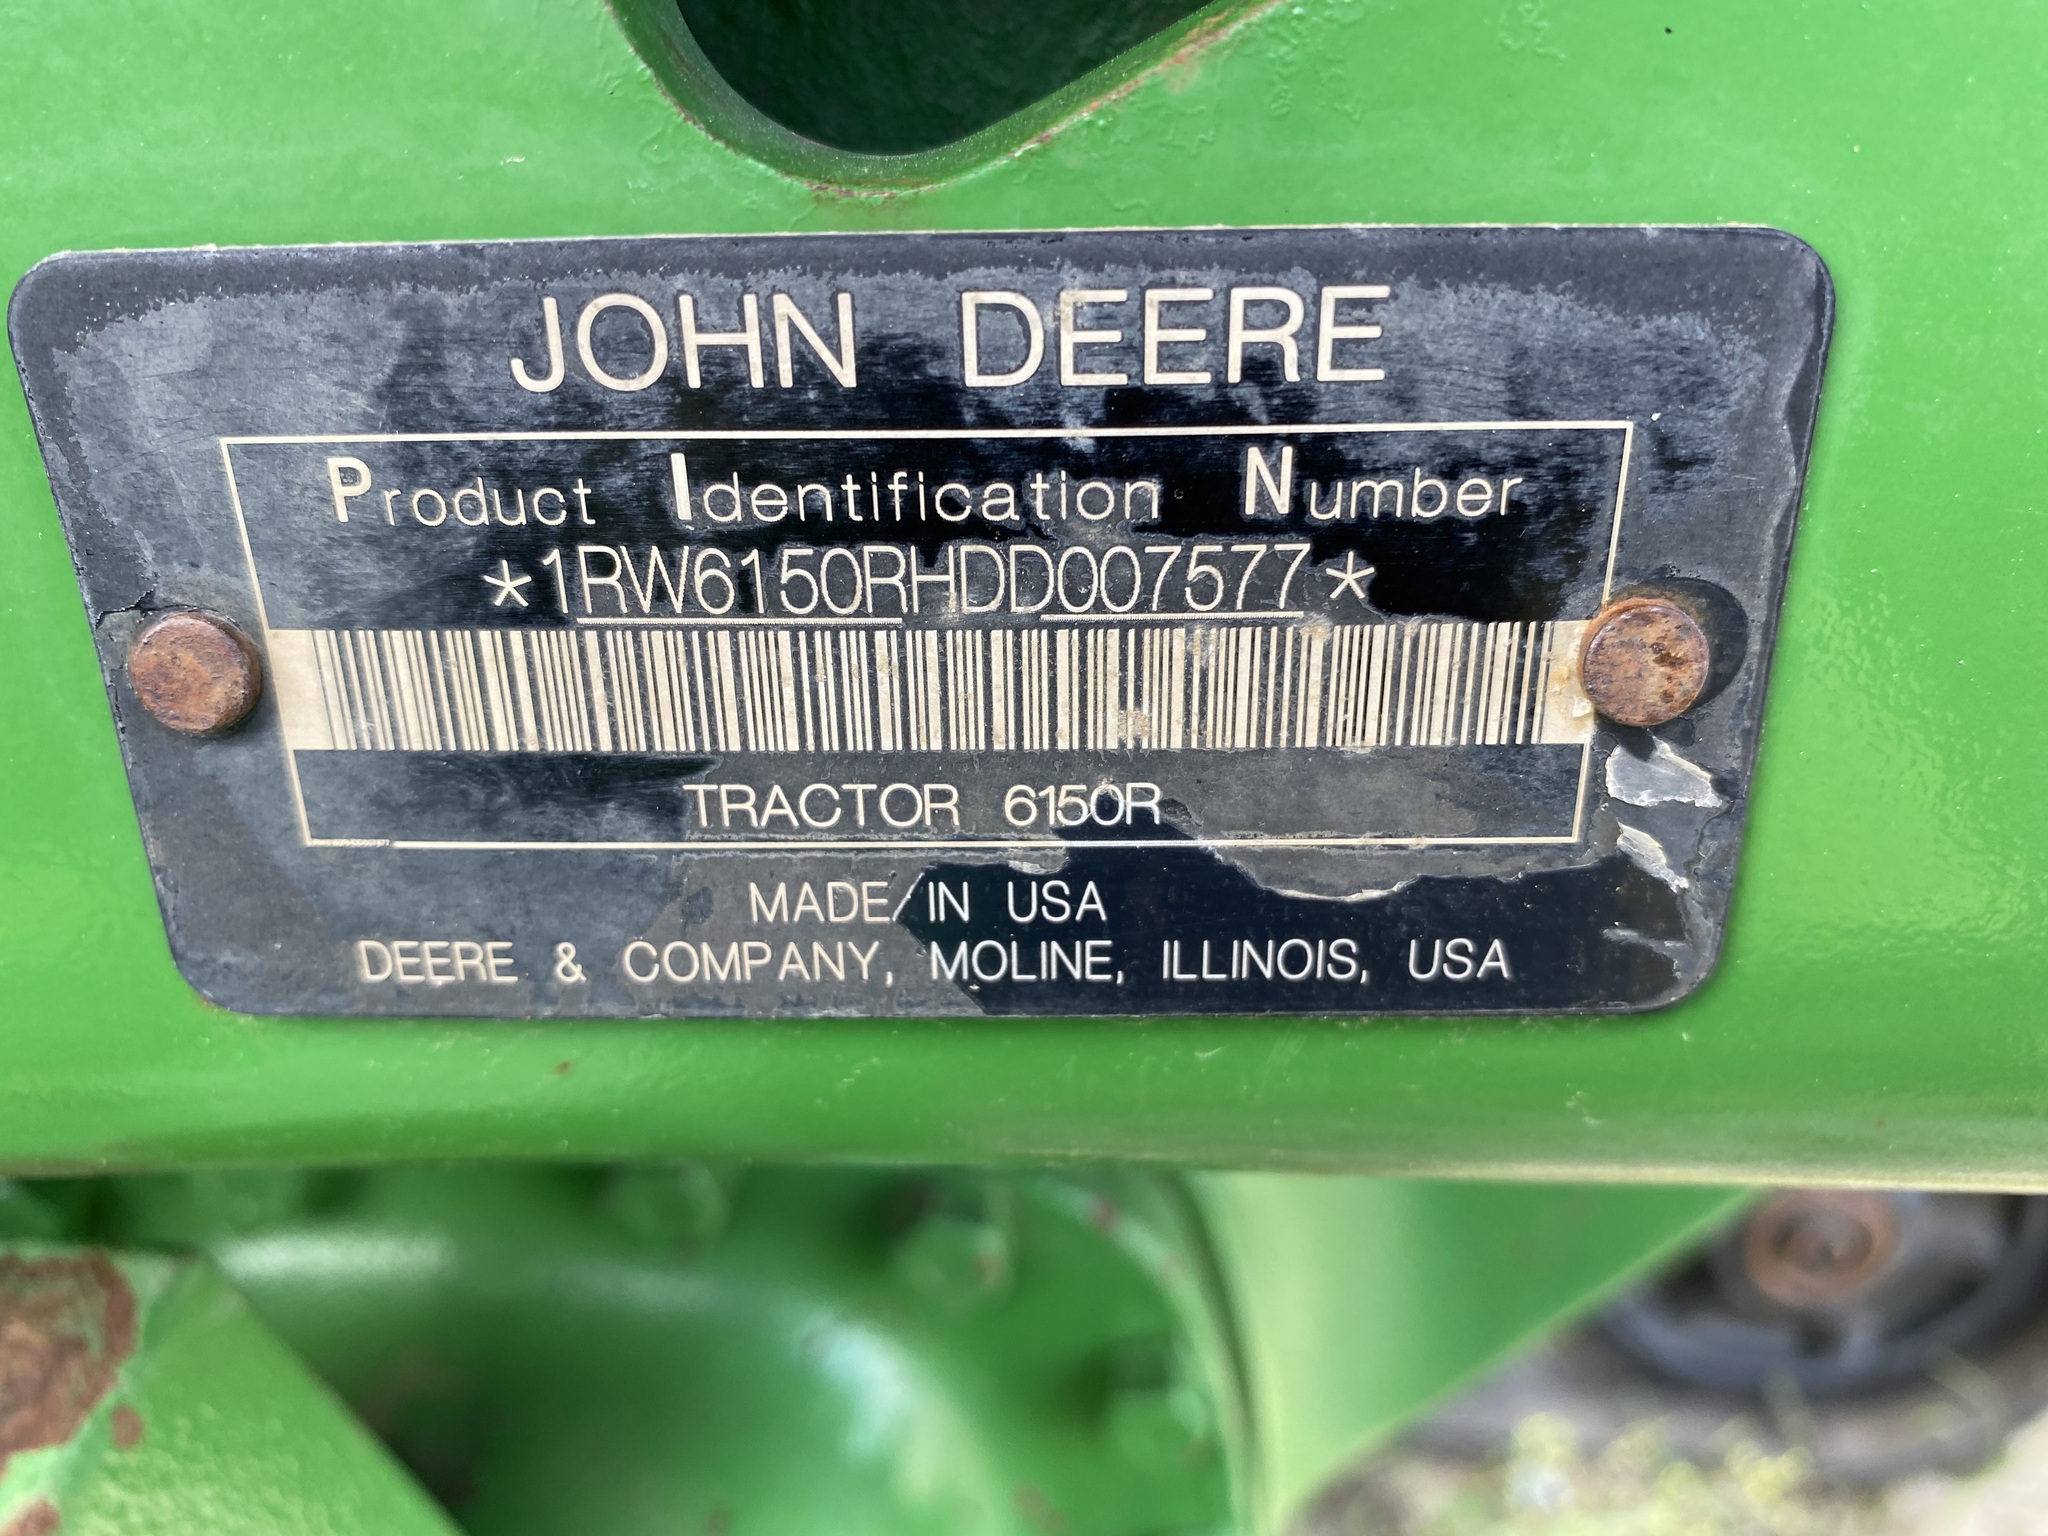 JOHN DEERE
Product Identification Number
*1RW6150RHDD007577*
TRACTOR 6150R
MADE IN USA
DEERE & COMPANY, MOLINE, ILLINOIS, USA